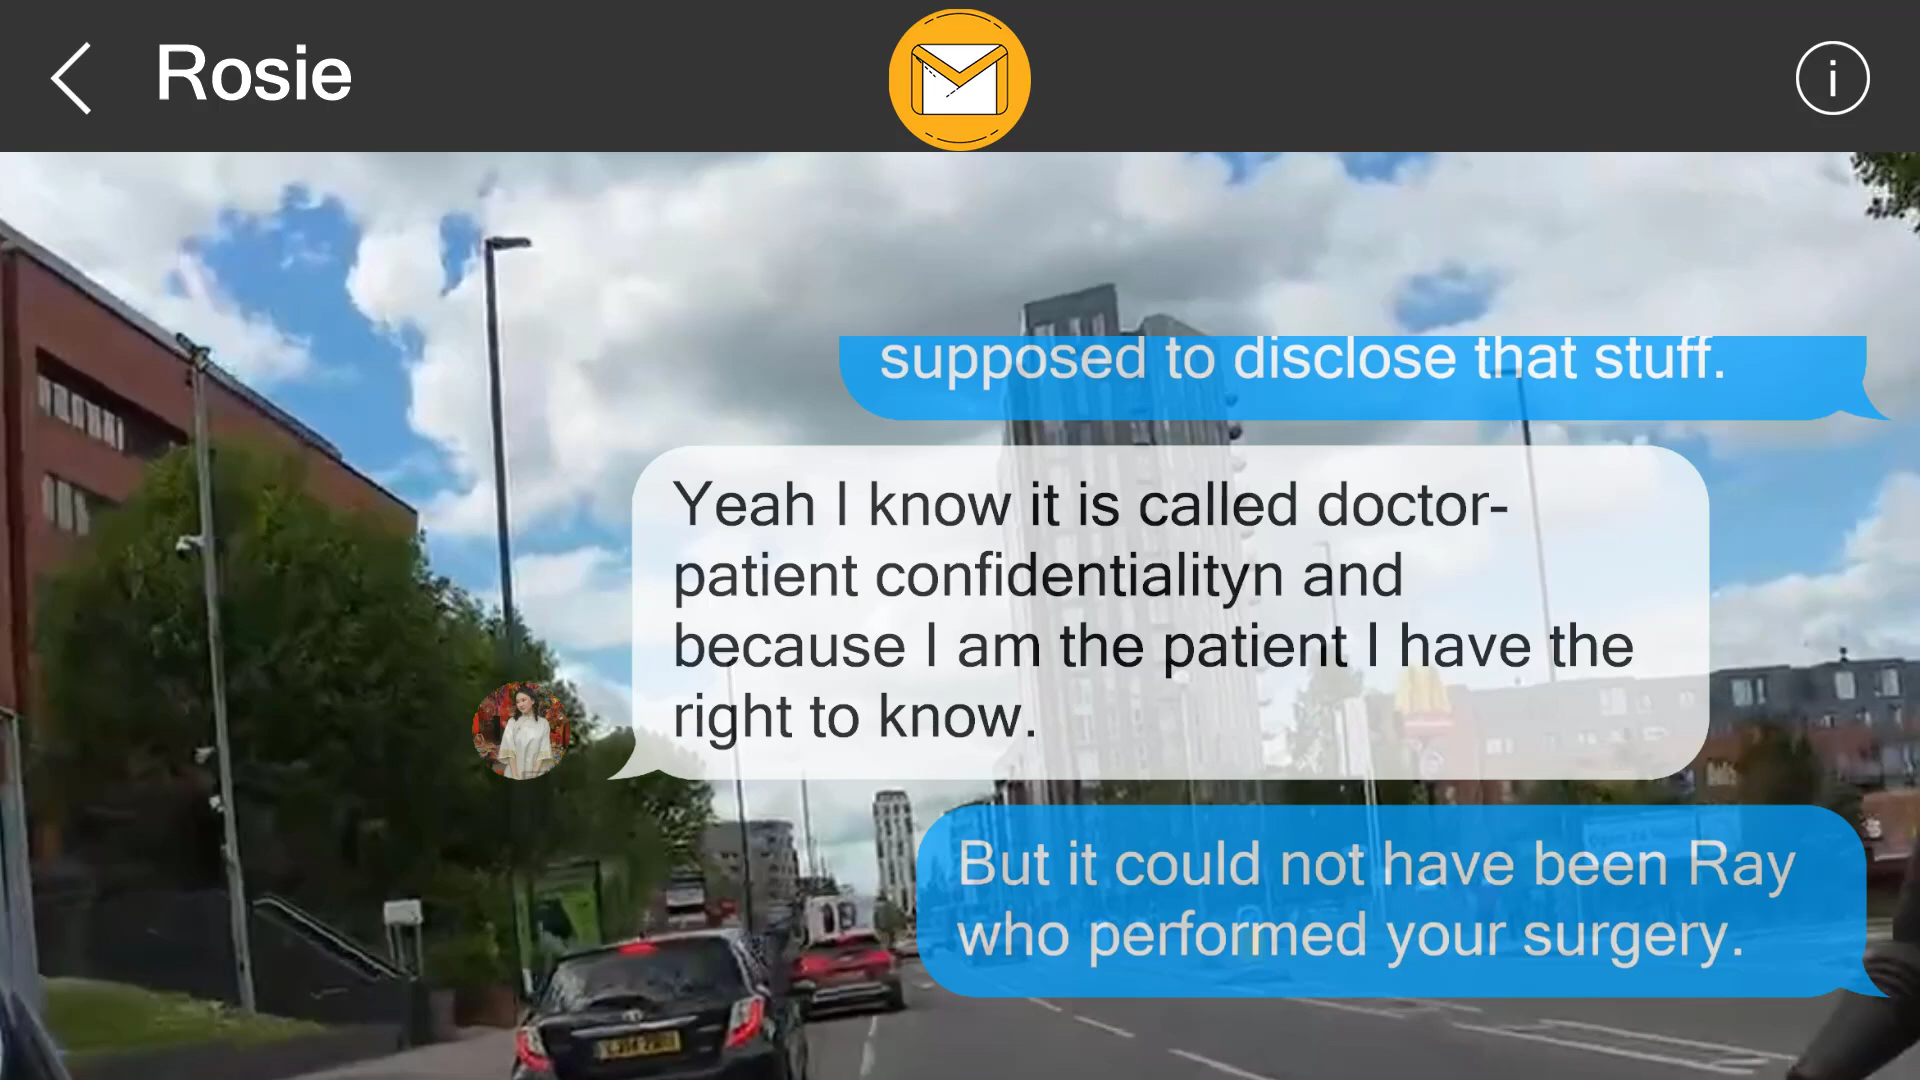 Rosie
supposed to disclose that stuff.
Yeah I know it is called doctor-
patient confidentialityn and
because I am the patient I have the
right to know.
But it could not have been Ray
who performed your surgery.